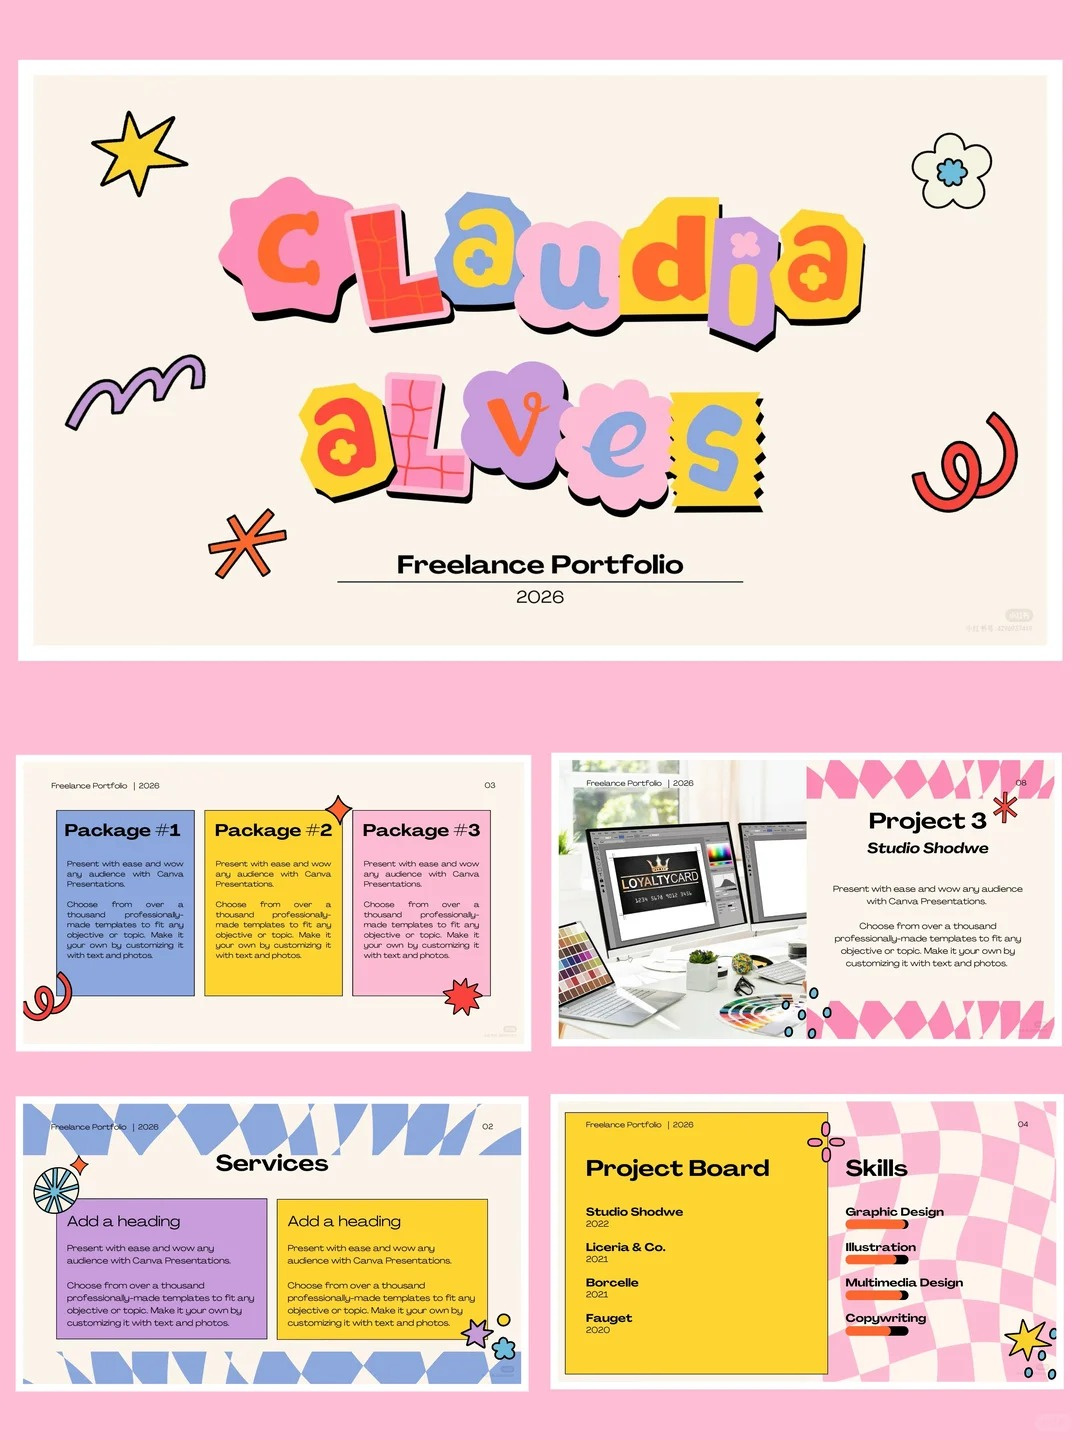 CLaudia
aLves
Freelance Portfolio
2026
Freelance Portfolio | 2026
03
Package #1
Present with ease and wow
any audience with Canva
Presentations.
Choose from over a
thousand professionally-
made templates to fit any
objective or topic. Make it
your own by customizing it
with text and photos.
Package #2
Present with ease and wow
any audience with Canva
Presentations.
Choose from over a
thousand professionally-
made templates to fit any
objective or topic. Make it
your own by customizing it
with text and photos.
Package #3
Present with ease and wow
any audience with Canva
Presentations.
Choose from over a
thousand professionally-
made templates to fit any
objective or topic. Make it
your own by customizing it
with text and photos.
Freelance Portfolio | 2026
08
LOYALTYCARD
Project 3
Studio Shodwe
Present with ease and wow any audience
with Canva Presentations.
Choose from over a thousand
professionally-made templates to fit any
objective or topic. Make it your own by
customizing it with text and photos.
Freelance Portfolio | 2026
02
Services
Add a heading
Present with ease and wow any
audience with Canva Presentations.
Choose from over a thousand
professionally-made templates to fit any
objective or topic. Make it your own by
customizing it with text and photos.
Add a heading
Present with ease and wow any
audience with Canva Presentations.
Choose from over a thousand
professionally-made templates to fit any
objective or topic. Make it your own by
customizing it with text and photos.
Freelance Portfolio | 2026
04
Project Board
Studio Shodwe
2022
Liceria & Co.
2021
Borcelle
2021
Fauget
2020
Skills
Graphic Design
Illustration
Multimedia Design
Copywriting